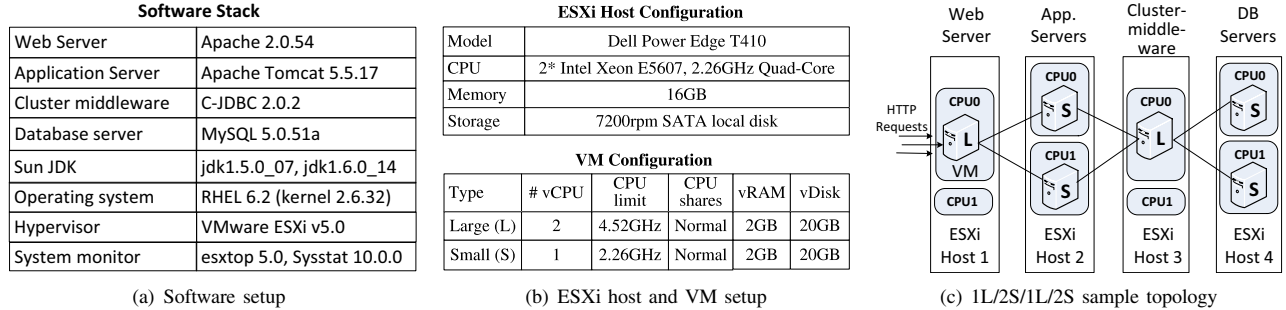 Software Stack
Web Server Apache 2.0.54
Application Server Apache Tomcat 5.5.17
Cluster middleware C-JDBC 2.0.2
Database server MySQL 5.0.51a
Sun JDK jdk1.5.0_07, jdk1.6.0_14
Operating system RHEL 6.2 (kernel 2.6.32)
Hypervisor VMware ESXi v5.0
System monitor esxtop 5.0, Sysstat 10.0.0
(a) Software setup
ESXi Host Configuration
Model Dell Power Edge T410
CPU 2* Intel Xeon E5607, 2.26GHz Quad-Core
Memory 16GB
Storage 7200rpm SATA local disk
VM Configuration
Type # vCPU CPU limit CPU shares vRAM vDisk
Large (L) 2 4.52GHz Normal 2GB 20GB
Small (S) 1 2.26GHz Normal 2GB 20GB
(b) ESXi host and VM setup
Web Server
App. Servers
Cluster-middle-ware
DB Servers
HTTP Requests
CPU0
L
VM
CPU1
ESXi Host 1
CPU0
S
CPU1
S
ESXi Host 2
CPU0
L
CPU1
ESXi Host 3
CPU0
S
CPU1
S
ESXi Host 4
(c) 1L/2S/1L/2S sample topology